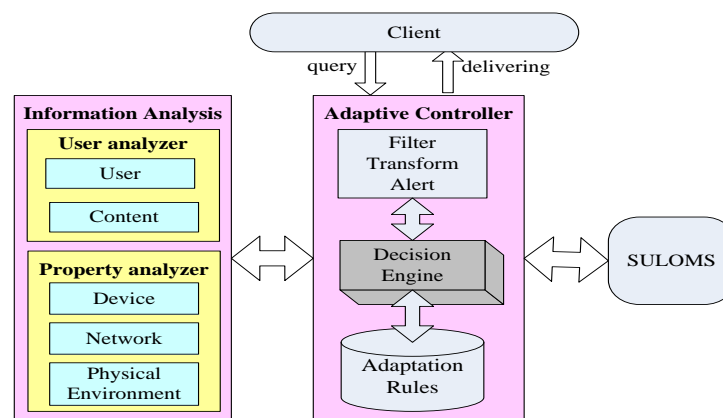 Client
query
delivering
Information Analysis
User analyzer
User
Content
Property analyzer
Device
Network
Physical
Environment
Adaptive Controller
Filter
Transform
Alert
Decision
Engine
Adaptation
Rules
SULOMS